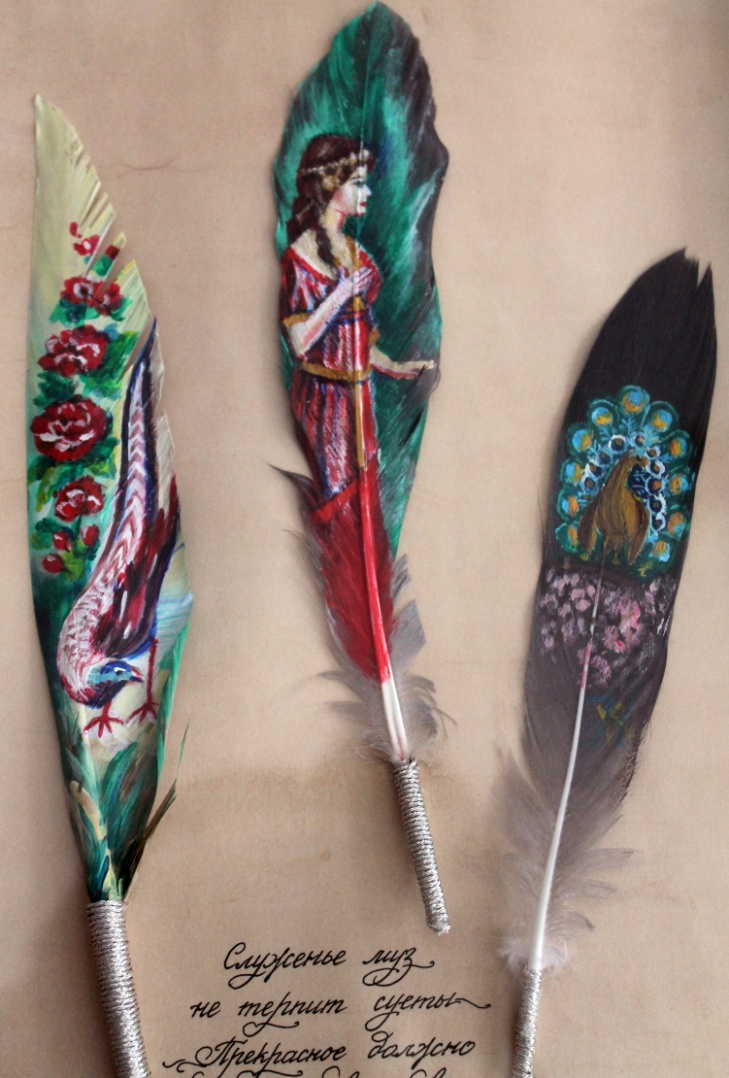 Служенье муз
не терпит суеты
Прекрасное должно